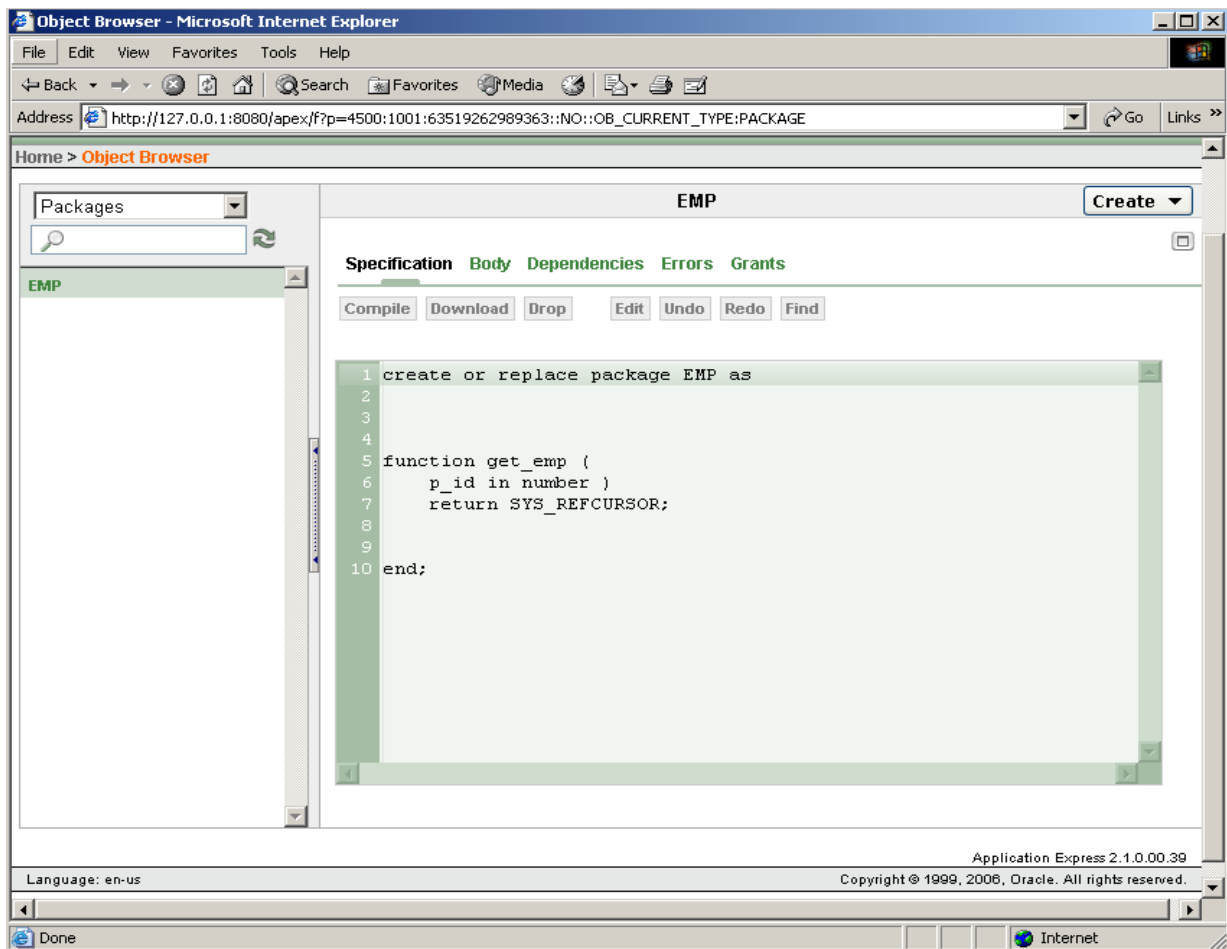 Object Browser - Microsoft Internet Explorer
File Edit View Favorites Tools Help
Back Search Favorites Media
Address http://127.0.0.1:8080/apex/f?p=4500:1001:63519262989363::NO::OB_CURRENT_TYPE:PACKAGE Go Links »
Home > Object Browser
Packages
EMP
EMP Create
Specification Body Dependencies Errors Grants
Compile Download Drop Edit Undo Redo Find
1 create or replace package EMP as
2
3
4
5 function get_emp (
6 p_id in number )
7 return SYS_REFCURSOR;
8
9
10 end;
Application Express 2.1.0.00.39
Language: en-us Copyright © 1999, 2006, Oracle. All rights reserved.
Done Internet